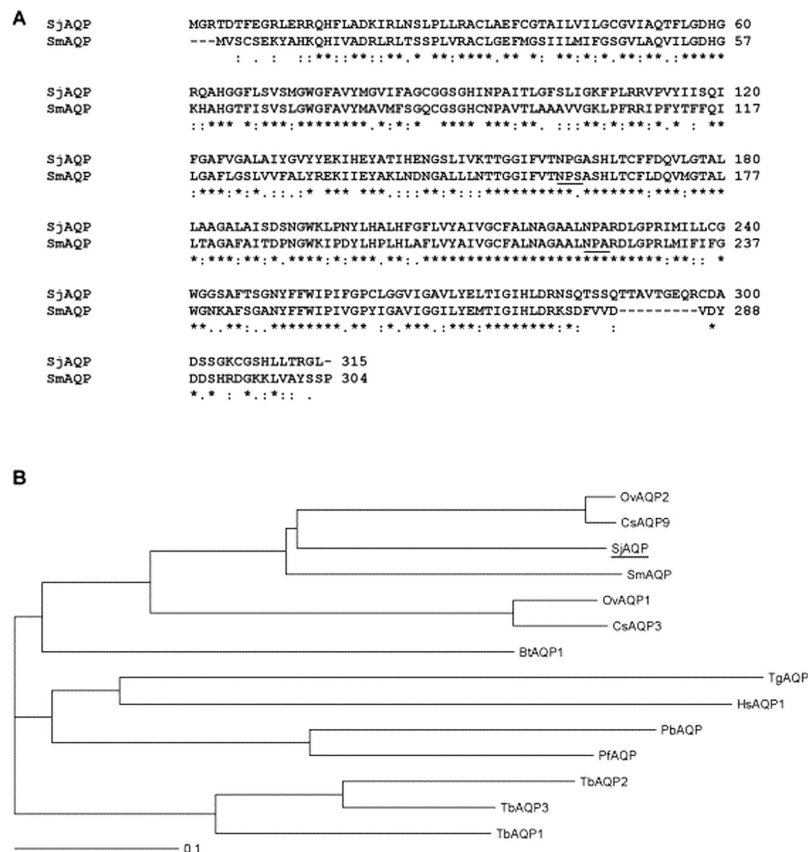 A
SjAQP MGRTDTFEGRLERRQHFLADKIRLNSLPLLRACLAEFCGTAILVILGCGVIAQTFLGDHG 60
SmAQP ---MVSCSEKYAHKQHIVADRLRLTSSPLVRACLGEFMGSIILMIFGSGVLAQVILGDHG 57
: . . :**::**::**.* **:****.** *: **:*:*.**:**.:******
SjAQP RQAHGGFLSVSMGWGFAVYMGVIFAGCGGSGHINPAITLGFSLIGKFPLRRVPVYIISQI 120
SmAQP KHAHGTFISVSLGWGFAVYMAVMFSGQCGSGHCNPAVTLAAAVVGKLPFRRIPFYTFFQI 117
::*** *:***:********.*:*:* **** ***:**. :::**:*:**:*.* : **
SjAQP FGAFVGALAIYGVYYEKIHEYATIHENGSLIVKTTGGIFVTNPGASHLTCFFDQVLGTAL 180
SmAQP LGAFLGSLVVFALYREKIIEYAKLNDNGALLLNTTGGIFVTNPSASHLTCFLDQVMGTAL 177
:***:*:*.::.:* *** ***.:::**:*:::**********.*******:***:****
SjAQP LAAGALAISDSNGWKLPNYLHALHFGFLVYAIVGCFALNAGAALNPARDLGPRIMILLCG 240
SmAQP LTAGAFAITDPNGWKIPDYLHPLHLAFLVYAIVGCFALNAGAALNPARDLGPRLMIFIFG 237
*:***:**:*.****:*:***.**:.***************************:**:: *
SjAQP WGGSAFTSGNYFFWIPIFGPCLGGVIGAVLYELTIGIHLDRNSQTSSQTTAVTGEQRCDA 300
SmAQP WGNKAFSGANYFFWIPIVGPYIGAVIGGILYEMTIGIHLDRKSDFVVD----------VDY 288
**..**:..********.** :*.***.:***:********:*: : *
SjAQP DSSGKCGSHLLTRGL- 315
SmAQP DDSHRDGKKLVAYSSP 304
*.* : *.:*:: .
B
OvAQP2
CsAQP9
SjAQP
SmAQP
OvAQP1
CsAQP3
BtAQP1
TgAQP
HsAQP1
PbAQP
PfAQP
TbAQP2
TbAQP3
TbAQP1
0.1